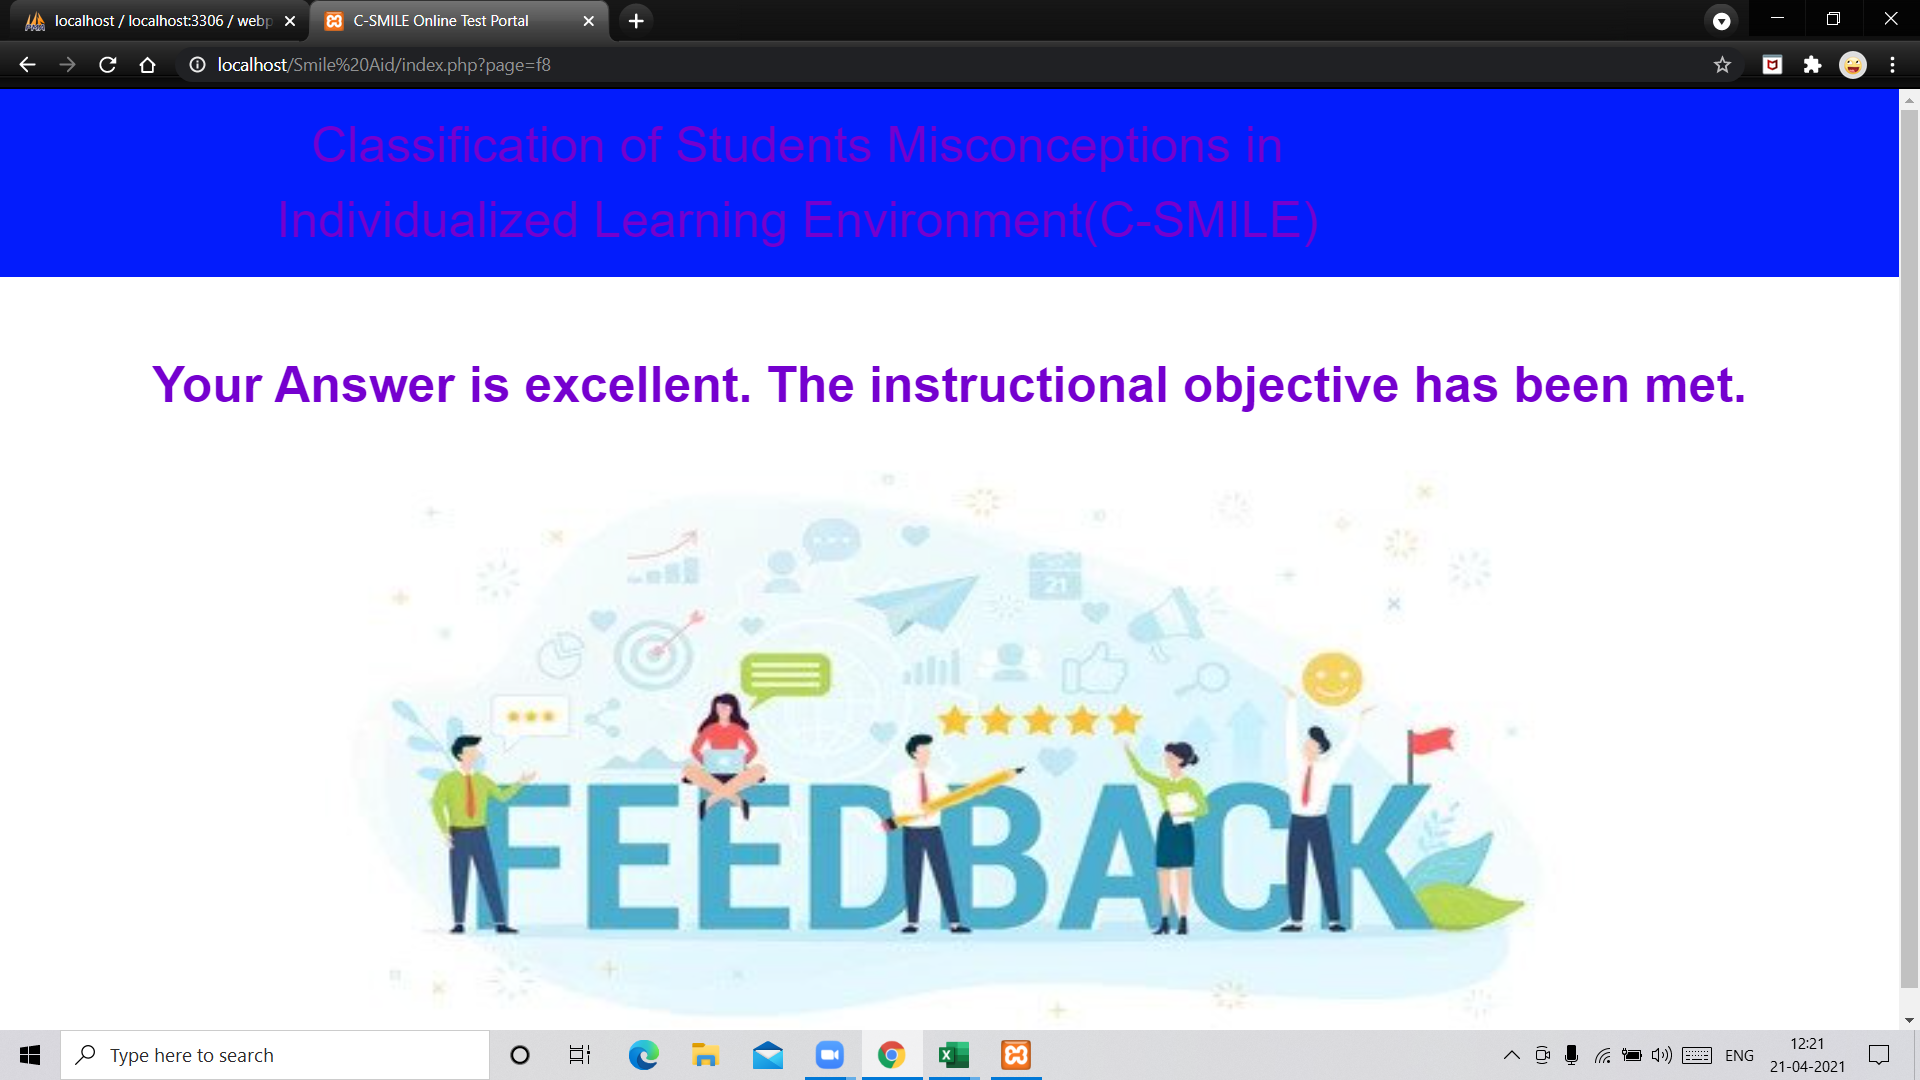 localhost / localhost:3306 / webp
C-SMILE Online Test Portal
localhost/Smile%20Aid/index.php?page=f8
Classification of Students Misconceptions in
Individualized Learning Environment(C-SMILE)
Your Answer is excellent. The instructional objective has been met.
21
FEEDBACK
Type here to search
ENG
12:21
21-04-2021